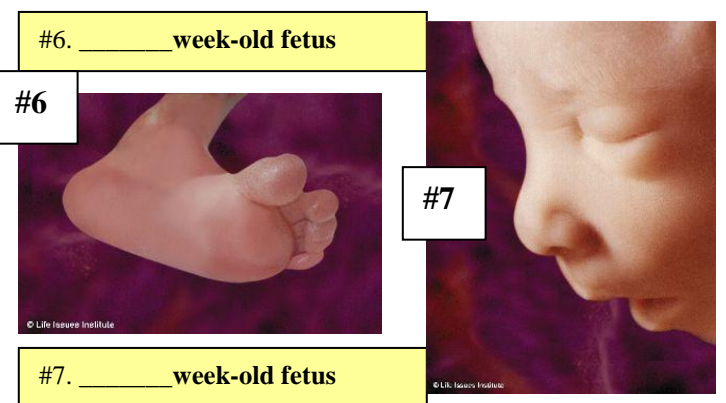 #6. _______week-old fetus
#6
#7
© Life Issues Institute
#7. _______week-old fetus
© Life Issues Institute